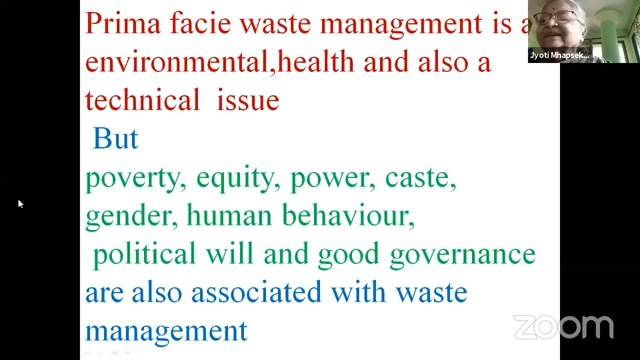 Prima facie waste management is a
environmental,health and also a
technical issue
But
poverty, equity, power, caste,
gender, human behaviour,
political will and good governance
are also associated with waste
management
Jyoti Mhapsek...
zoom